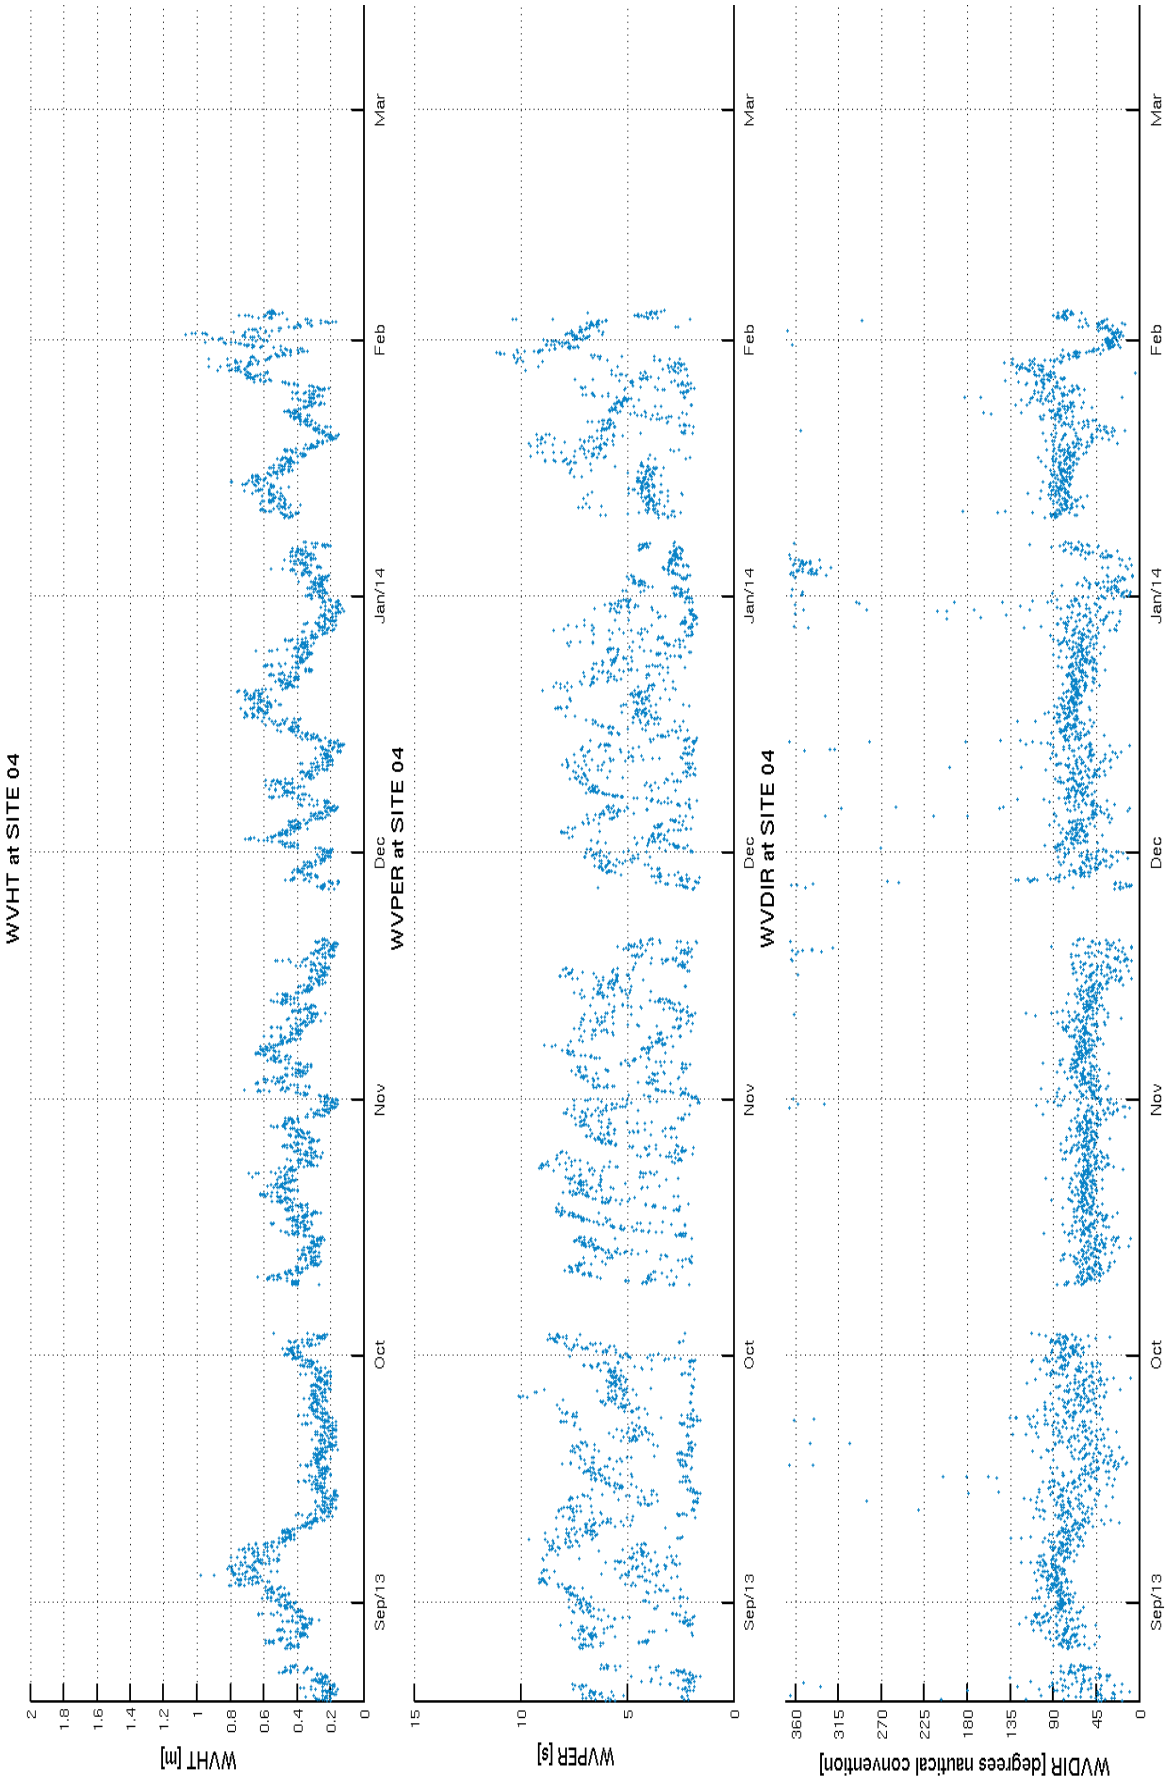 WVHT at SITE 04
WVHT [m]
2
1.8
1.6
1.4
1.2
1
0.8
0.6
0.4
0.2
0
Sep/13
Oct
Nov
Dec
Jan/14
Feb
Mar
WVPER at SITE 04
WVPER [s]
15
10
5
0
Sep/13
Oct
Nov
Dec
Jan/14
Feb
Mar
WVDIR at SITE 04
WVDIR [degrees nautical convention]
360
315
270
225
180
135
90
45
0
Sep/13
Oct
Nov
Dec
Jan/14
Feb
Mar